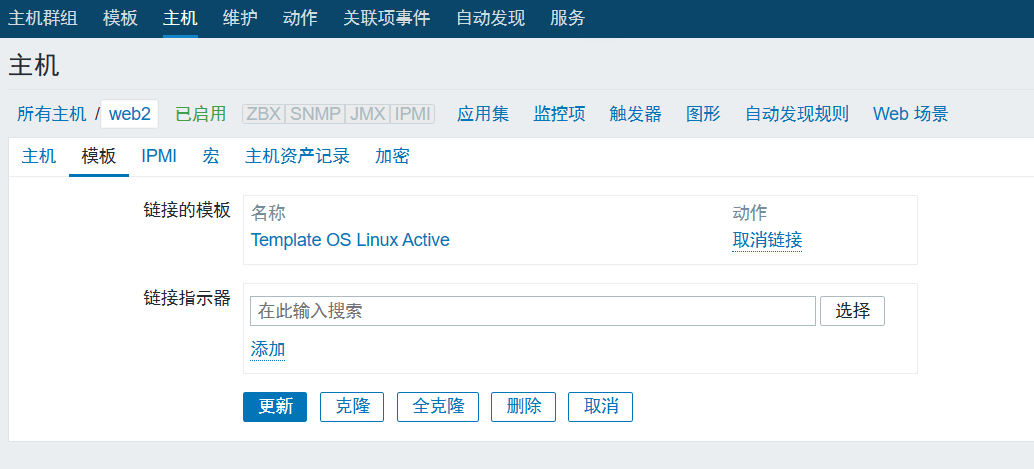 主机群组 模板 主机 维护 动作 关联项事件 自动发现 服务
主机
所有主机 / web2 已启用 ZBX SNMP JMX IPMI 应用集 监控项 触发器 图形 自动发现规则 Web 场景
主机 模板 IPMI 宏 主机资产记录 加密
链接的模板 名称 动作
Template OS Linux Active 取消链接
链接指示器
在此输入搜索 选择
添加
更新 克隆 全克隆 删除 取消